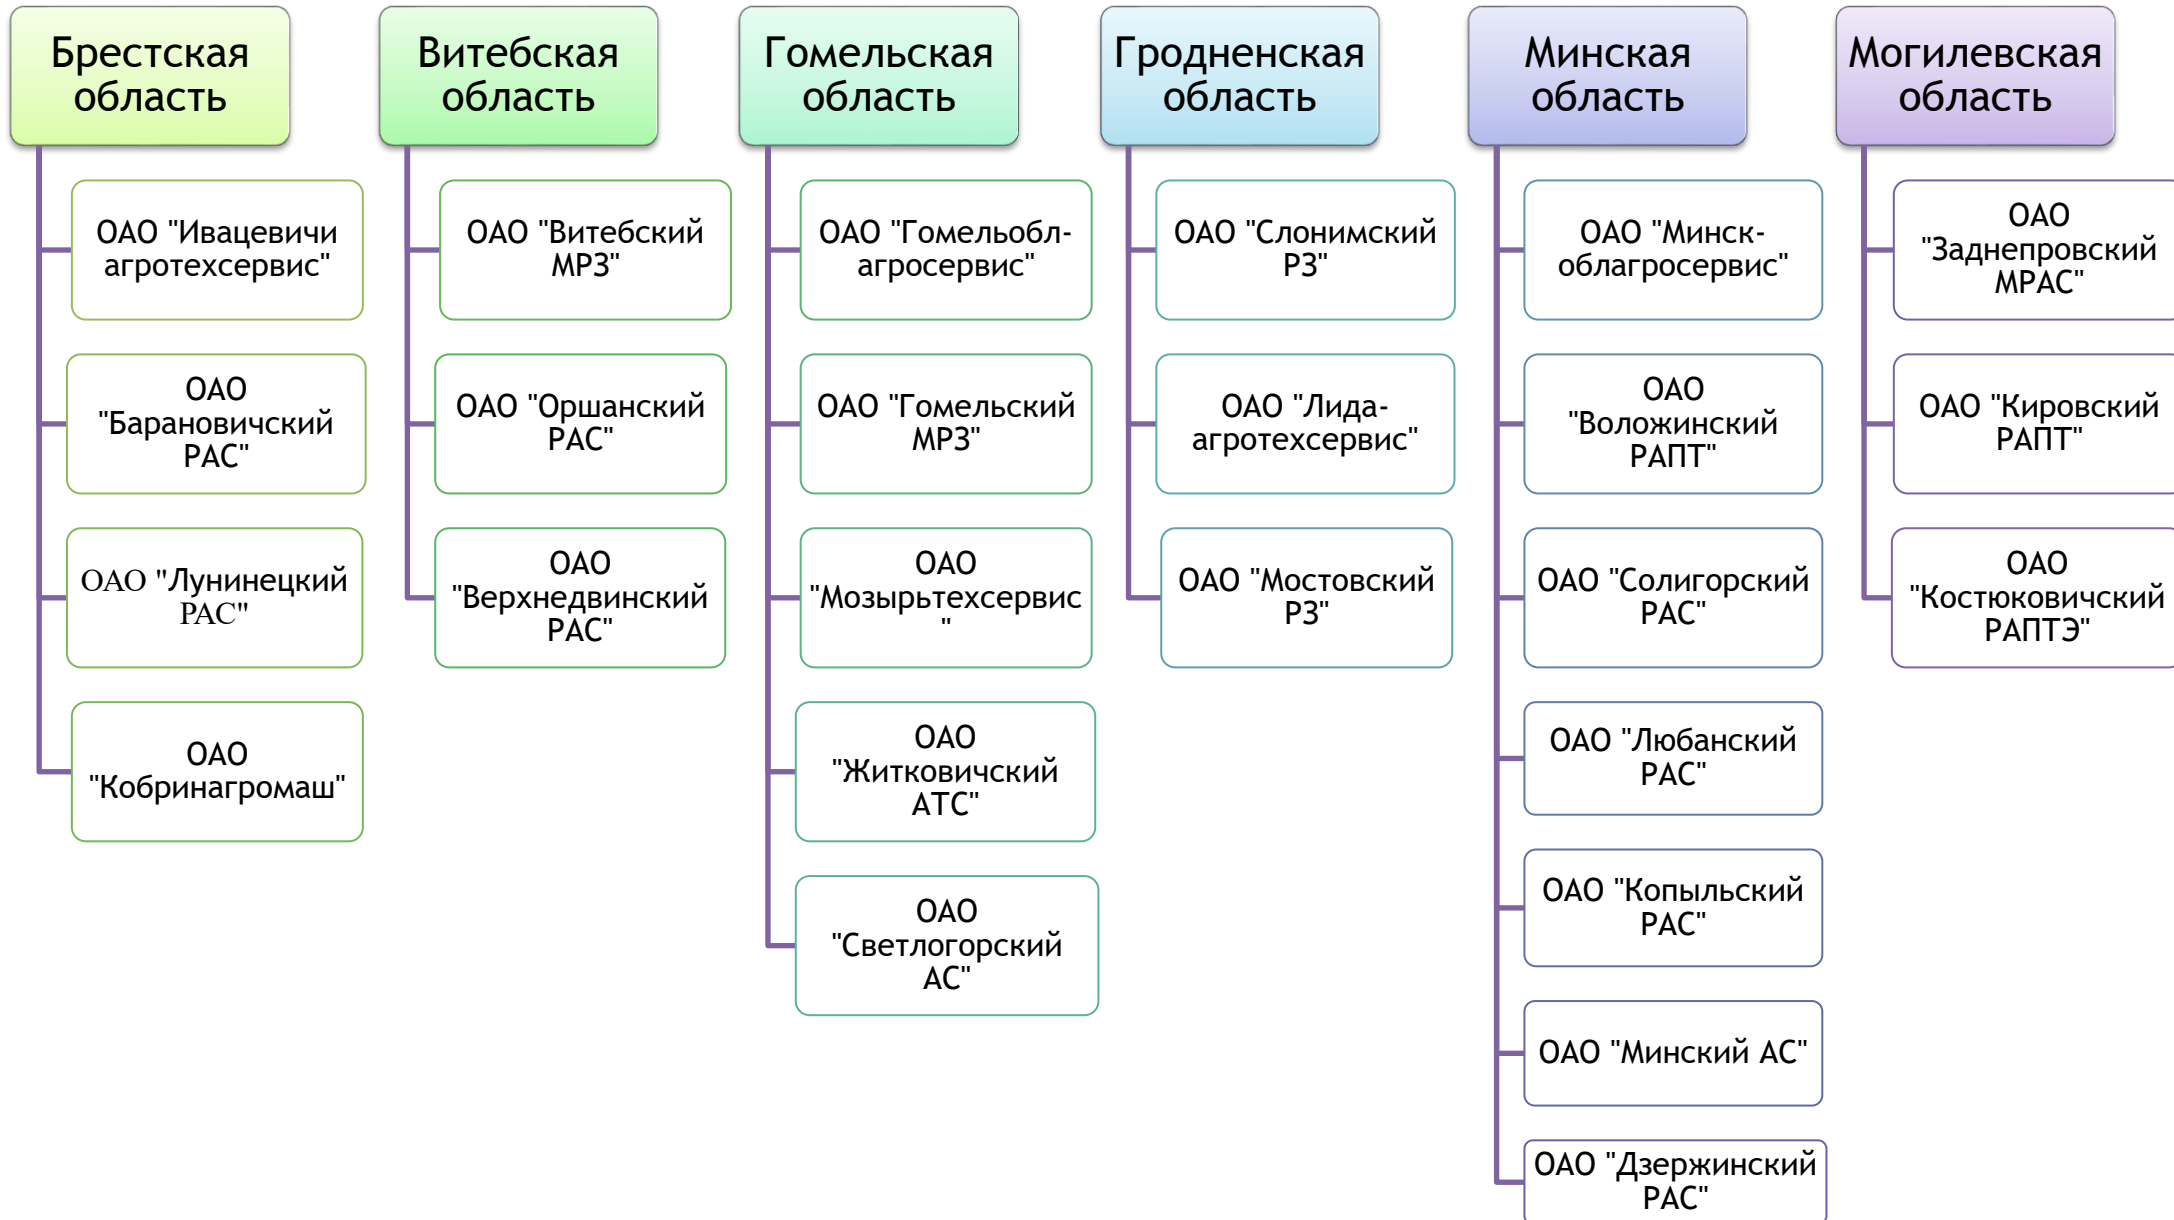 Брестская
область
ОАО "Ивацевичи
агротехсервис"
ОАО
"Барановичский
РАС"
ОАО "Лунинецкий
РАС"
ОАО
"Кобринагромаш"
Витебская
область
ОАО "Витебский
МРЗ"
ОАО "Оршанский
РАС"
ОАО
"Верхнедвинский
РАС"
Гомельская
область
ОАО "Гомельобл-
агросервис"
ОАО "Гомельский
МРЗ"
ОАО
"Мозырьтехсервис
"
ОАО
"Житковичский
АТС"
ОАО
"Светлогорский
АС"
Гродненская
область
ОАО "Слонимский
РЗ"
ОАО "Лида-
агротехсервис"
ОАО "Мостовский
РЗ"
Минская
область
ОАО "Минск-
облагросервис"
ОАО
"Воложинский
РАПТ"
ОАО "Солигорский
РАС"
ОАО "Любанский
РАС"
ОАО "Копыльский
РАС"
ОАО "Минский АС"
ОАО "Дзержинский
РАС"
Могилевская
область
ОАО
"Заднепровский
МРАС"
ОАО "Кировский
РАПТ"
ОАО
"Костюковичский
РАПТЭ"